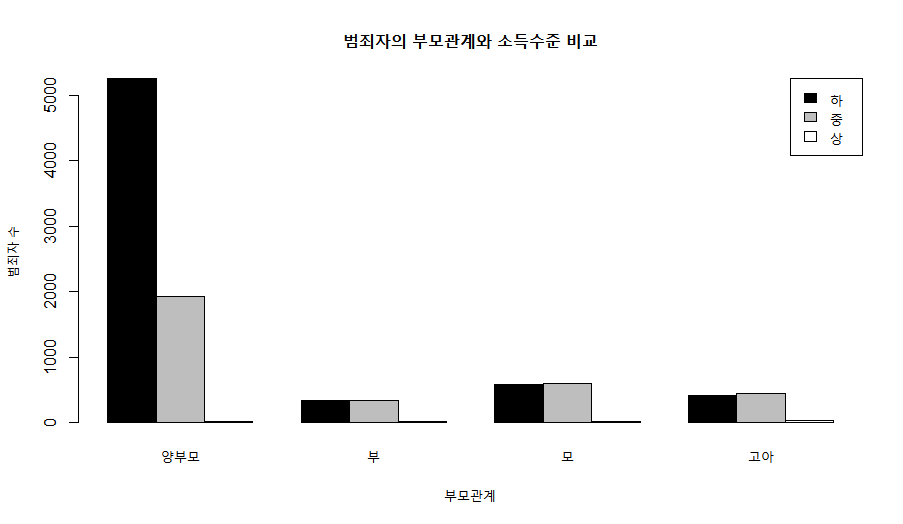 범죄자의 부모관계와 소득수준 비교
하
중
상
범죄자 수
5000
4000
3000
2000
1000
0
양부모
부
모
고아
부모관계